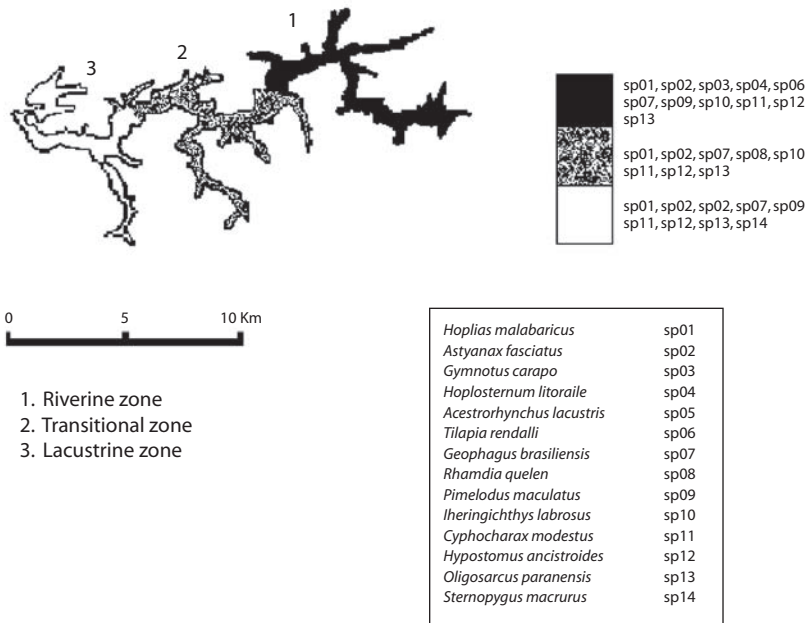 1
2
3
sp01, sp02, sp03, sp04, sp06
sp07, sp09, sp10, sp11, sp12
sp13
sp01, sp02, sp07, sp08, sp10
sp11, sp12, sp13
sp01, sp02, sp02, sp07, sp09
sp11, sp12, sp13, sp14
0 5 10 Km
1. Riverine zone
2. Transitional zone
3. Lacustrine zone
Hoplias malabaricus sp01
Astyanax fasciatus sp02
Gymnotus carapo sp03
Hoplosternum litoraile sp04
Acestrorhynchus lacustris sp05
Tilapia rendalli sp06
Geophagus brasiliensis sp07
Rhamdia quelen sp08
Pimelodus maculatus sp09
Iheringichthys labrosus sp10
Cyphocharax modestus sp11
Hypostomus ancistroides sp12
Oligosarcus paranensis sp13
Sternopygus macrurus sp14